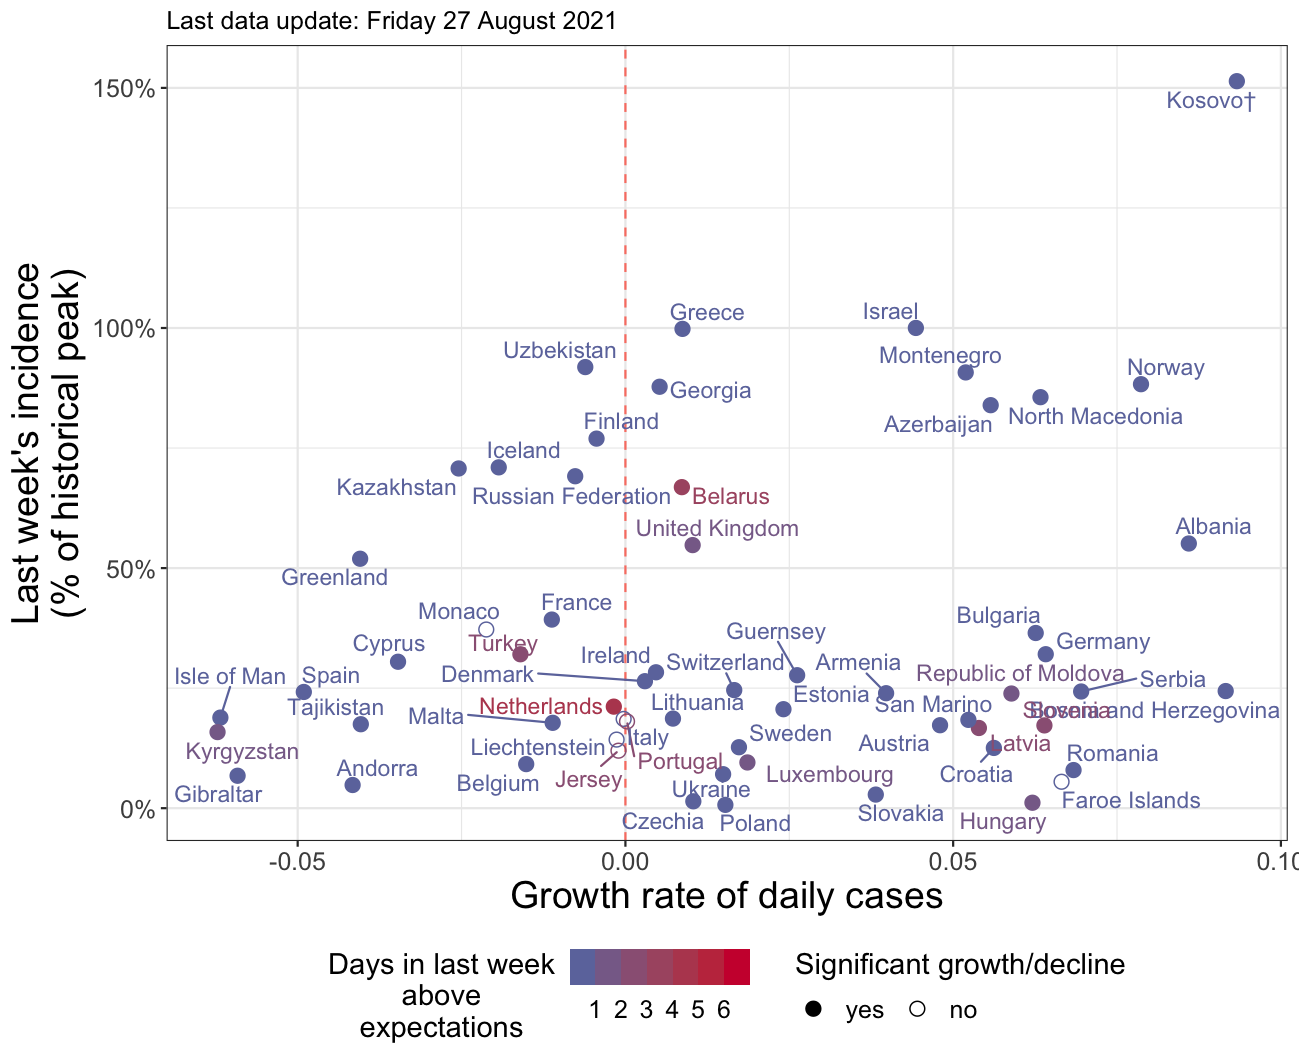 Last data update: Friday 27 August 2021
150%
Kosovo†
Last week's incidence
(% of historical peak)
100%
Greece
Israel
Uzbekistan
Montenegro
Norway
Georgia
North Macedonia
Finland
Azerbaijan
Iceland
Kazakhstan
Russian Federation
Belarus
United Kingdom
Albania
50%
Greenland
Monaco
France
Bulgaria
Guernsey
Turkey
Germany
Cyprus
Ireland
Switzerland
Armenia
Isle of Man
Spain
Denmark
Republic of Moldova
Serbia
Estonia
Tajikistan
Netherlands
Lithuania
San Marino
Slovenia
Bosnia and Herzegovina
Malta
Italy
Sweden
Austria
Latvia
Kyrgyzstan
Liechtenstein
Portugal
Romania
Andorra
Belgium
Jersey
Luxembourg
Croatia
Gibraltar
Ukraine
Faroe Islands
0%
Czechia
Poland
Slovakia
Hungary
-0.05
0.00
0.05
0.10
Growth rate of daily cases
Days in last week
above
expectations
1 2 3 4 5 6
Significant growth/decline
yes
no